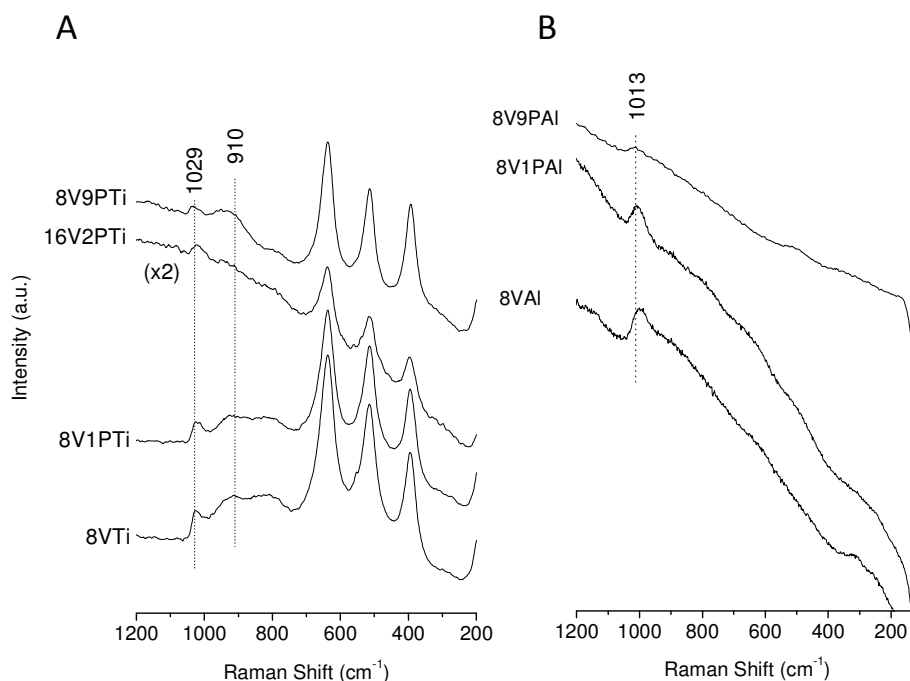 A
B
1029
910
1013
8V9PTi
16V2PTi
(x2)
8V1PTi
8VTi
8V9PAl
8V1PAl
8VAl
Intensity (a.u.)
1200 1000 800 600 400 200
Raman Shift (cm⁻¹)
1200 1000 800 600 400 200
Raman Shift (cm⁻¹)